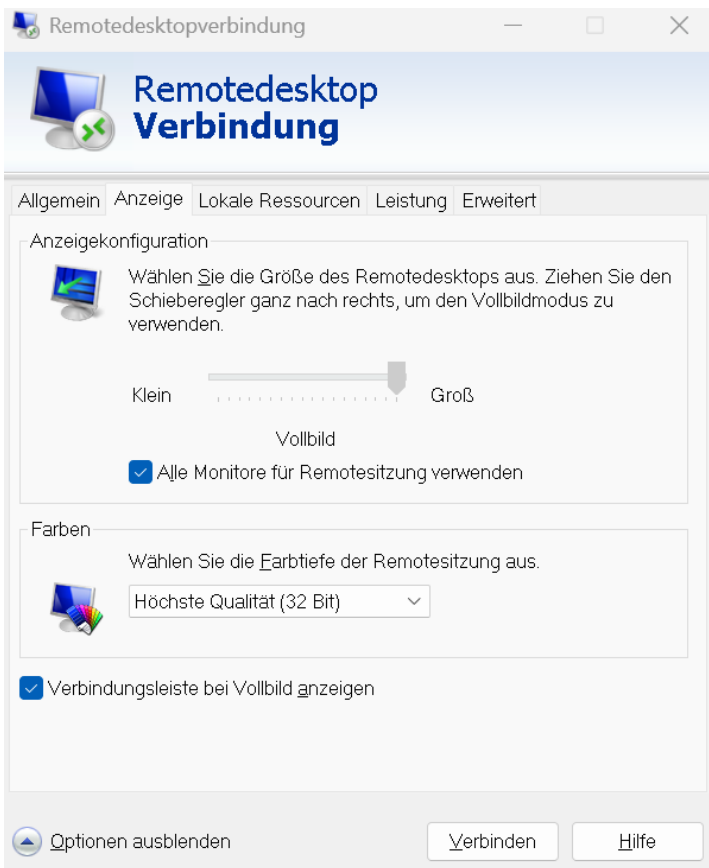 Remotedesktopverbindung
Remotedesktop
Verbindung
Allgemein Anzeige Lokale Ressourcen Leistung Erweitert
Anzeigekonfiguration
Wählen Sie die Größe des Remotedesktops aus. Ziehen Sie den
Schieberegler ganz nach rechts, um den Vollbildmodus zu
verwenden.
Klein Groß
Vollbild
Alle Monitore für Remotesitzung verwenden
Farben
Wählen Sie die Farbtiefe der Remotesitzung aus.
Höchste Qualität (32 Bit)
Verbindungsleiste bei Vollbild anzeigen
Optionen ausblenden Verbinden Hilfe